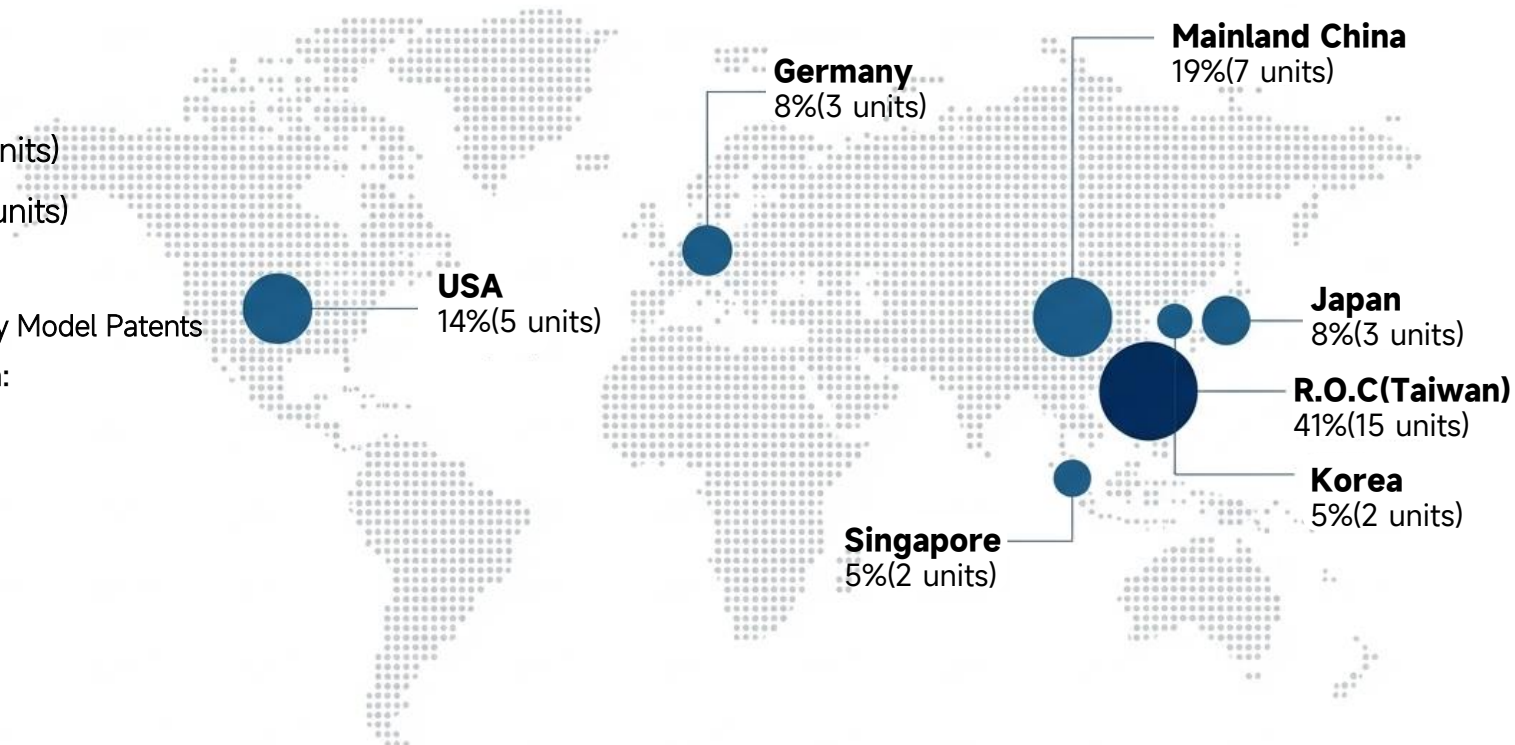 Mainland China
19%(7 units)
Germany
8%(3 units)
units)
USA
14%(5 units)
Model Patents
Japan
8%(3 units)
R.O.C(Taiwan)
41%(15 units)
Korea
5%(2 units)
Singapore
5%(2 units)